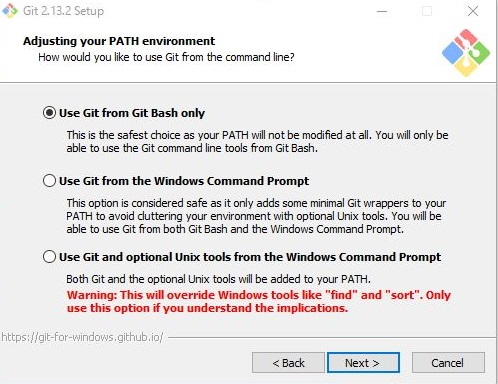 Git 2.13.2 Setup
Adjusting your PATH environment
How would you like to use Git from the command line?
Use Git from Git Bash only
This is the safest choice as your PATH will not be modified at all. You will only be
able to use the Git command line tools from Git Bash.
Use Git from the Windows Command Prompt
This option is considered safe as it only adds some minimal Git wrappers to your
PATH to avoid cluttering your environment with optional Unix tools. You will be
able to use Git from both Git Bash and the Windows Command Prompt.
Use Git and optional Unix tools from the Windows Command Prompt
Both Git and the optional Unix tools will be added to your PATH.
Warning: This will override Windows tools like "find" and "sort". Only
use this option if you understand the implications.
https://git-for-windows.github.io/
< Back
Next >
Cancel